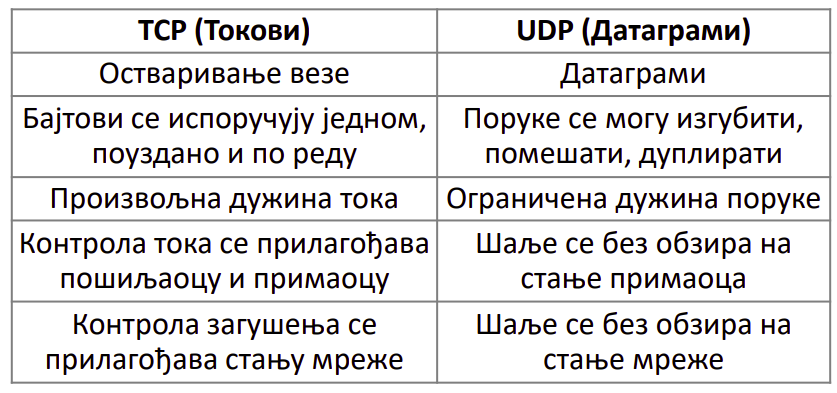 TCP (Токови)
UDP (Датаграми)
Остваривање везе
Датаграми
Бајтови се испоручују једном,
поуздано и по реду
Поруке се могу изгубити,
помешати, дуплирати
Произвољна дужина тока
Ограничена дужина поруке
Контрола тока се прилагођава
пошиљаоцу и примаоцу
Шаље се без обзира на
стање примаоца
Контрола загушења се
прилагођава стању мреже
Шаље се без обзира на
стање мреже